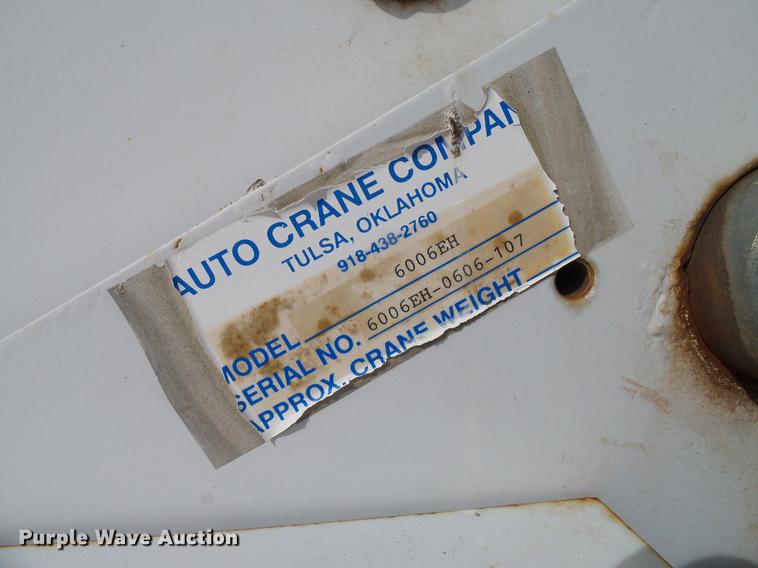 AUTO CRANE COMPAN
TULSA, OKLAHOMA
918-438-2760
MODEL 6006EH
SERIAL NO. 6006EH-0606-107
APPROX. CRANE WEIGHT
Purple Wave Auction